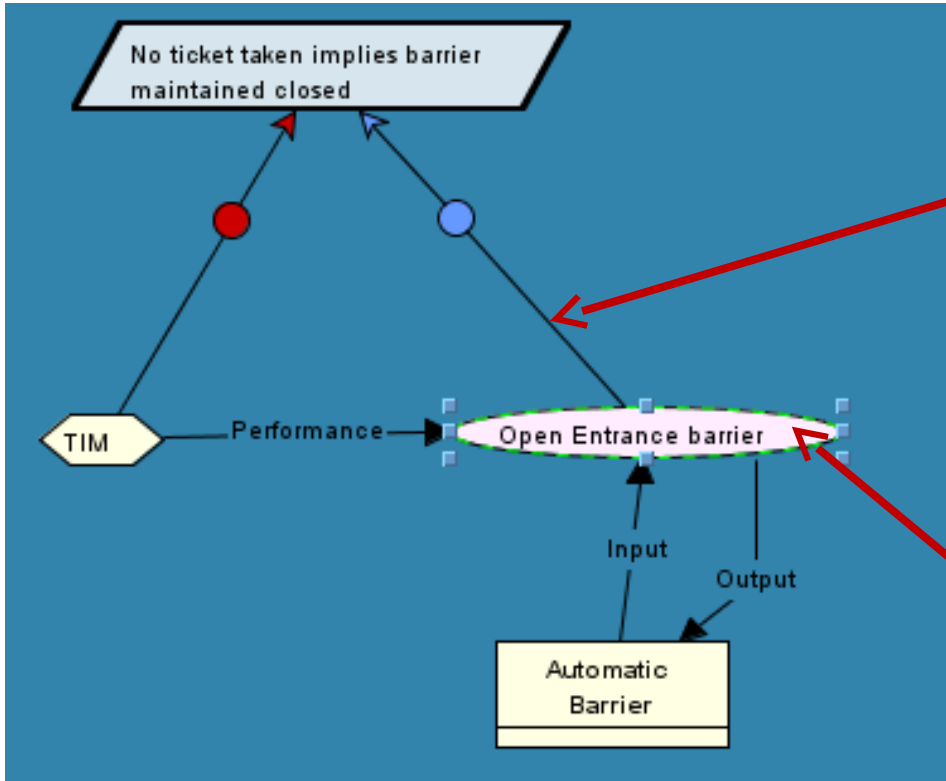 No ticket taken implies barrier
maintained closed
TIM
Performance
Open Entrance barrier
Input
Output
Automatic
Barrier